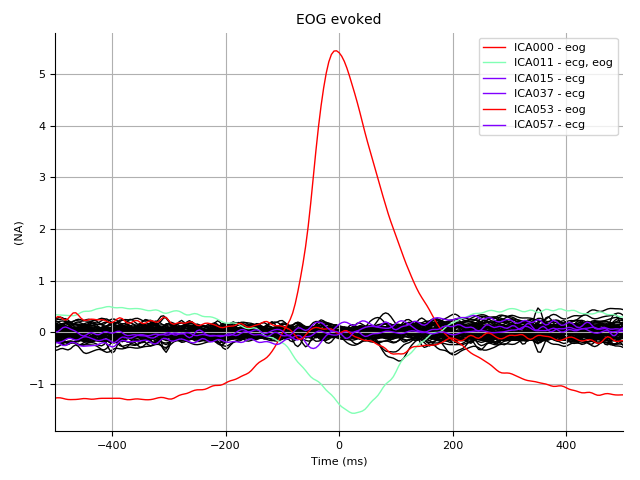 EOG evoked
ICA000 - eog
ICA011 - ecg, eog
ICA015 - ecg
ICA037 - ecg
ICA053 - eog
ICA057 - ecg
(NA)
5
4
3
2
1
0
−1
−400 −200 0 200 400
Time (ms)